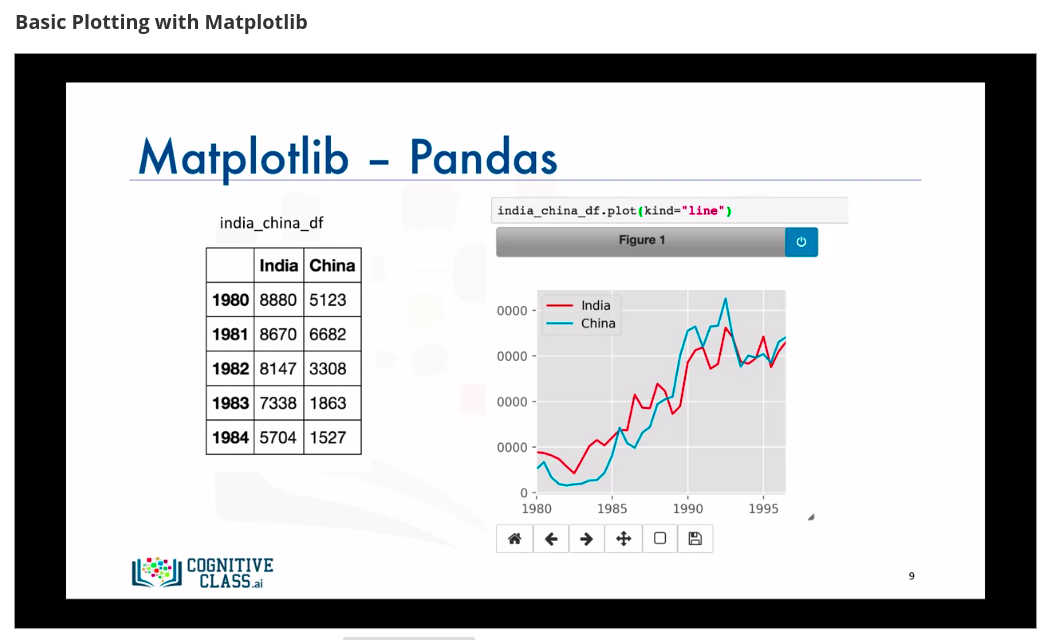 Basic Plotting with Matplotlib
Matplotlib – Pandas
india_china_df
India China
1980 8880 5123
1981 8670 6682
1982 8147 3308
1983 7338 1863
1984 5704 1527
india_china_df.plot(kind="line")
Figure 1
India
China
0000
0000
0000
0000
0
1980 1985 1990 1995
COGNITIVE
CLASS.ai
9